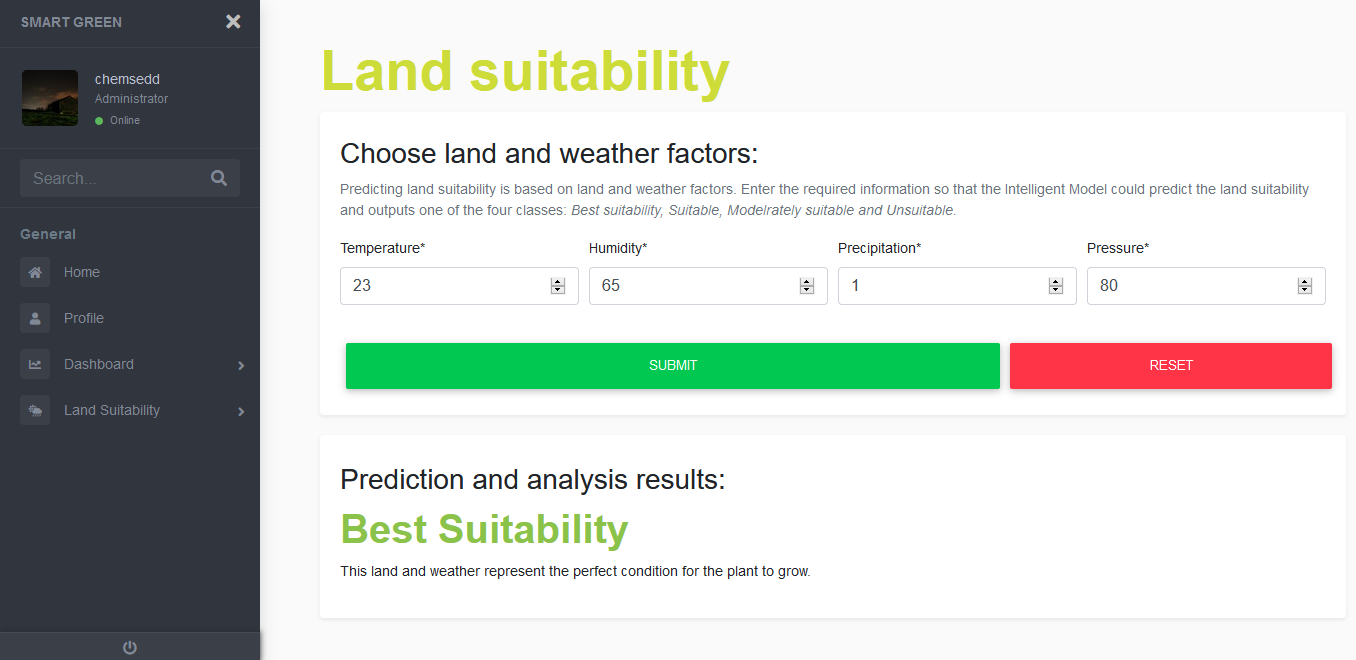 SMART GREEN
chemsedd
Administrator
Online
Search...
General
Home
Profile
Dashboard
Land Suitability
Land suitability
Choose land and weather factors:
Predicting land suitability is based on land and weather factors. Enter the required information so that the Intelligent Model could predict the land suitability
and outputs one of the four classes: Best suitability, Suitable, Modelrately suitable and Unsuitable.
Temperature* Humidity* Precipitation* Pressure*
23 65 1 80
SUBMIT RESET
Prediction and analysis results:
Best Suitability
This land and weather represent the perfect condition for the plant to grow.